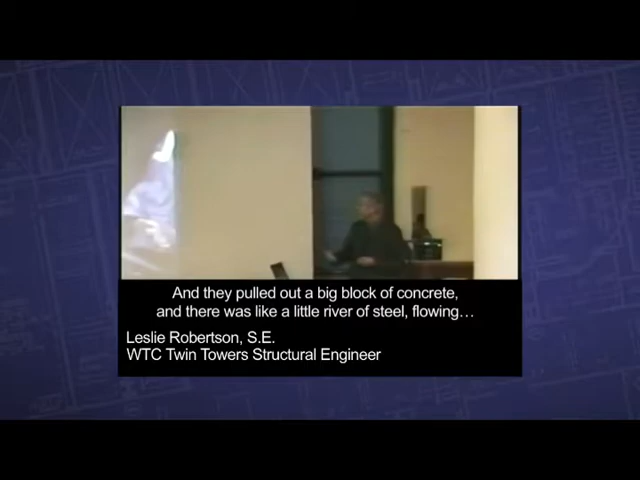 And they pulled out a big block of concrete,
and there was like a little river of steel, flowing…
Leslie Robertson, S.E.
WTC Twin Towers Structural Engineer